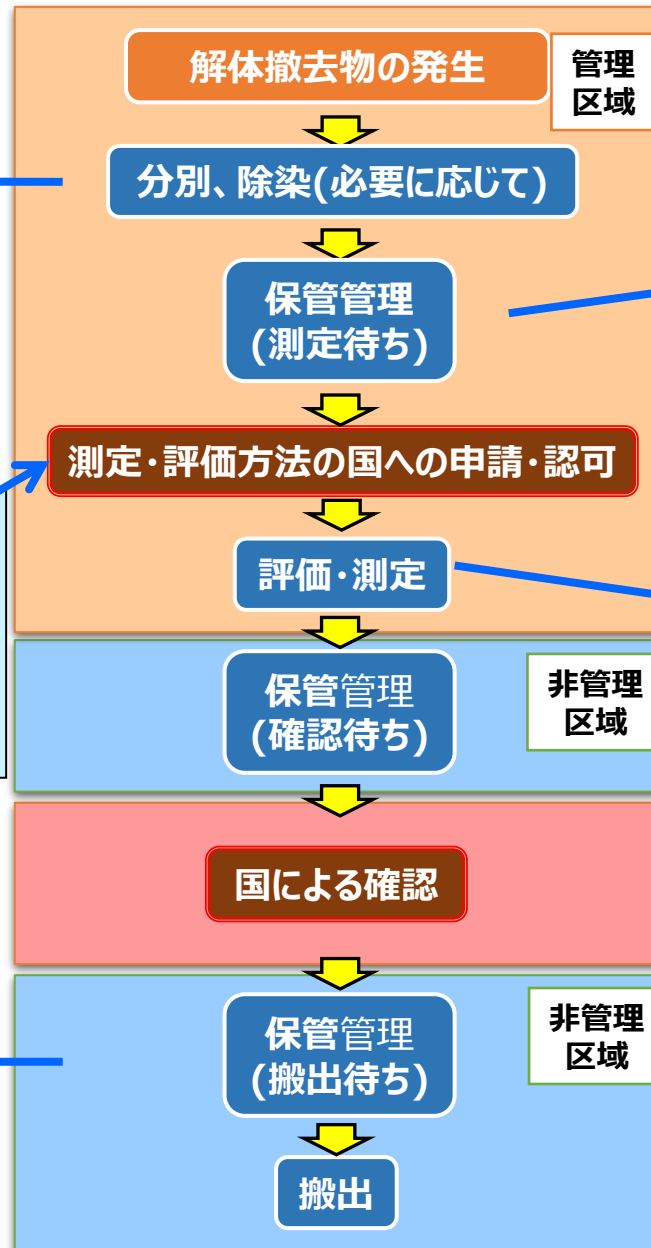 解体撤去物の発生
管理
区域
分別、除染(必要に応じて)
保管管理
(測定待ち)
測定・評価方法の国への申請・認可
評価・測定
保管管理
(確認待ち)
非管理
区域
国による確認
保管管理
(搬出待ち)
非管理
区域
搬出